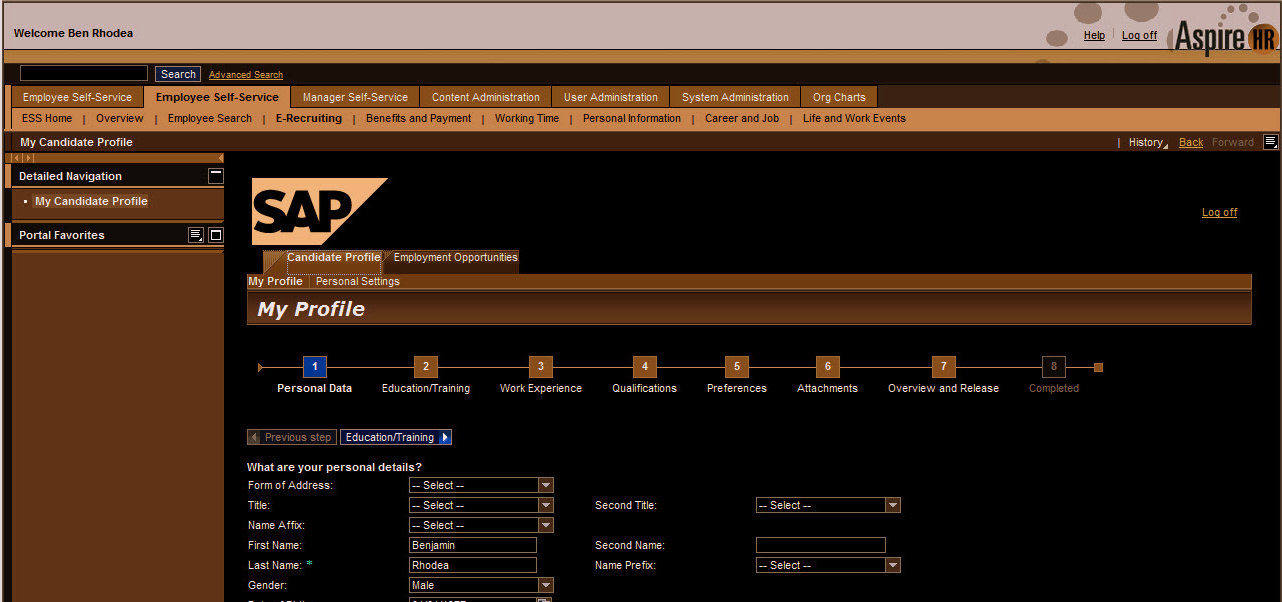 Welcome Ben Rhodea
Help Log off Aspire HR
Search Advanced Search
Employee Self-Service Employee Self-Service Manager Self-Service Content Administration User Administration System Administration Org Charts
ESS Home | Overview | Employee Search | E-Recruiting | Benefits and Payment | Working Time | Personal Information | Career and Job | Life and Work Events
My Candidate Profile | History Back Forward
Detailed Navigation
• My Candidate Profile
Portal Favorites
SAP
Log off
Candidate Profile Employment Opportunities
My Profile | Personal Settings
My Profile
1 2 3 4 5 6 7 8
Personal Data Education/Training Work Experience Qualifications Preferences Attachments Overview and Release Completed
Previous step Education/Training
What are your personal details?
Form of Address: -- Select --
Title: -- Select -- Second Title: -- Select --
Name Affix: -- Select --
First Name: Benjamin Second Name:
Last Name: * Rhodea Name Prefix: -- Select --
Gender: Male